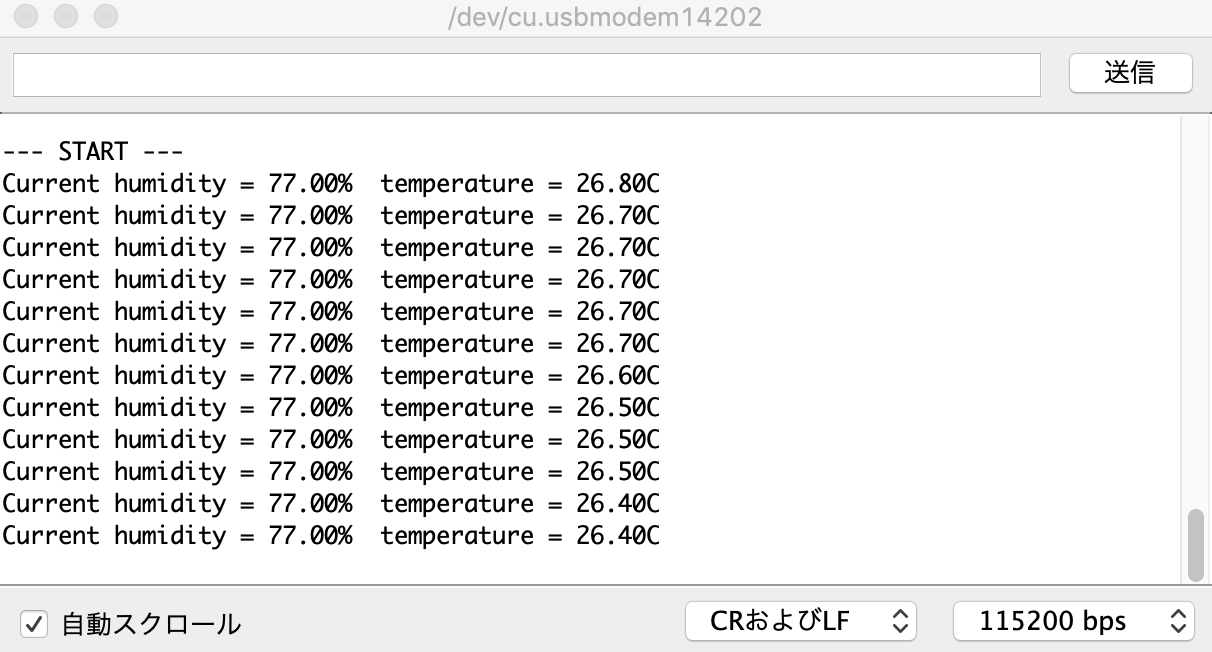 /dev/cu.usbmodem14202
送信
--- START ---
Current humidity = 77.00%  temperature = 26.80C
Current humidity = 77.00%  temperature = 26.70C
Current humidity = 77.00%  temperature = 26.70C
Current humidity = 77.00%  temperature = 26.70C
Current humidity = 77.00%  temperature = 26.70C
Current humidity = 77.00%  temperature = 26.70C
Current humidity = 77.00%  temperature = 26.60C
Current humidity = 77.00%  temperature = 26.50C
Current humidity = 77.00%  temperature = 26.50C
Current humidity = 77.00%  temperature = 26.50C
Current humidity = 77.00%  temperature = 26.40C
Current humidity = 77.00%  temperature = 26.40C
自動スクロール
CRおよびLF
115200 bps